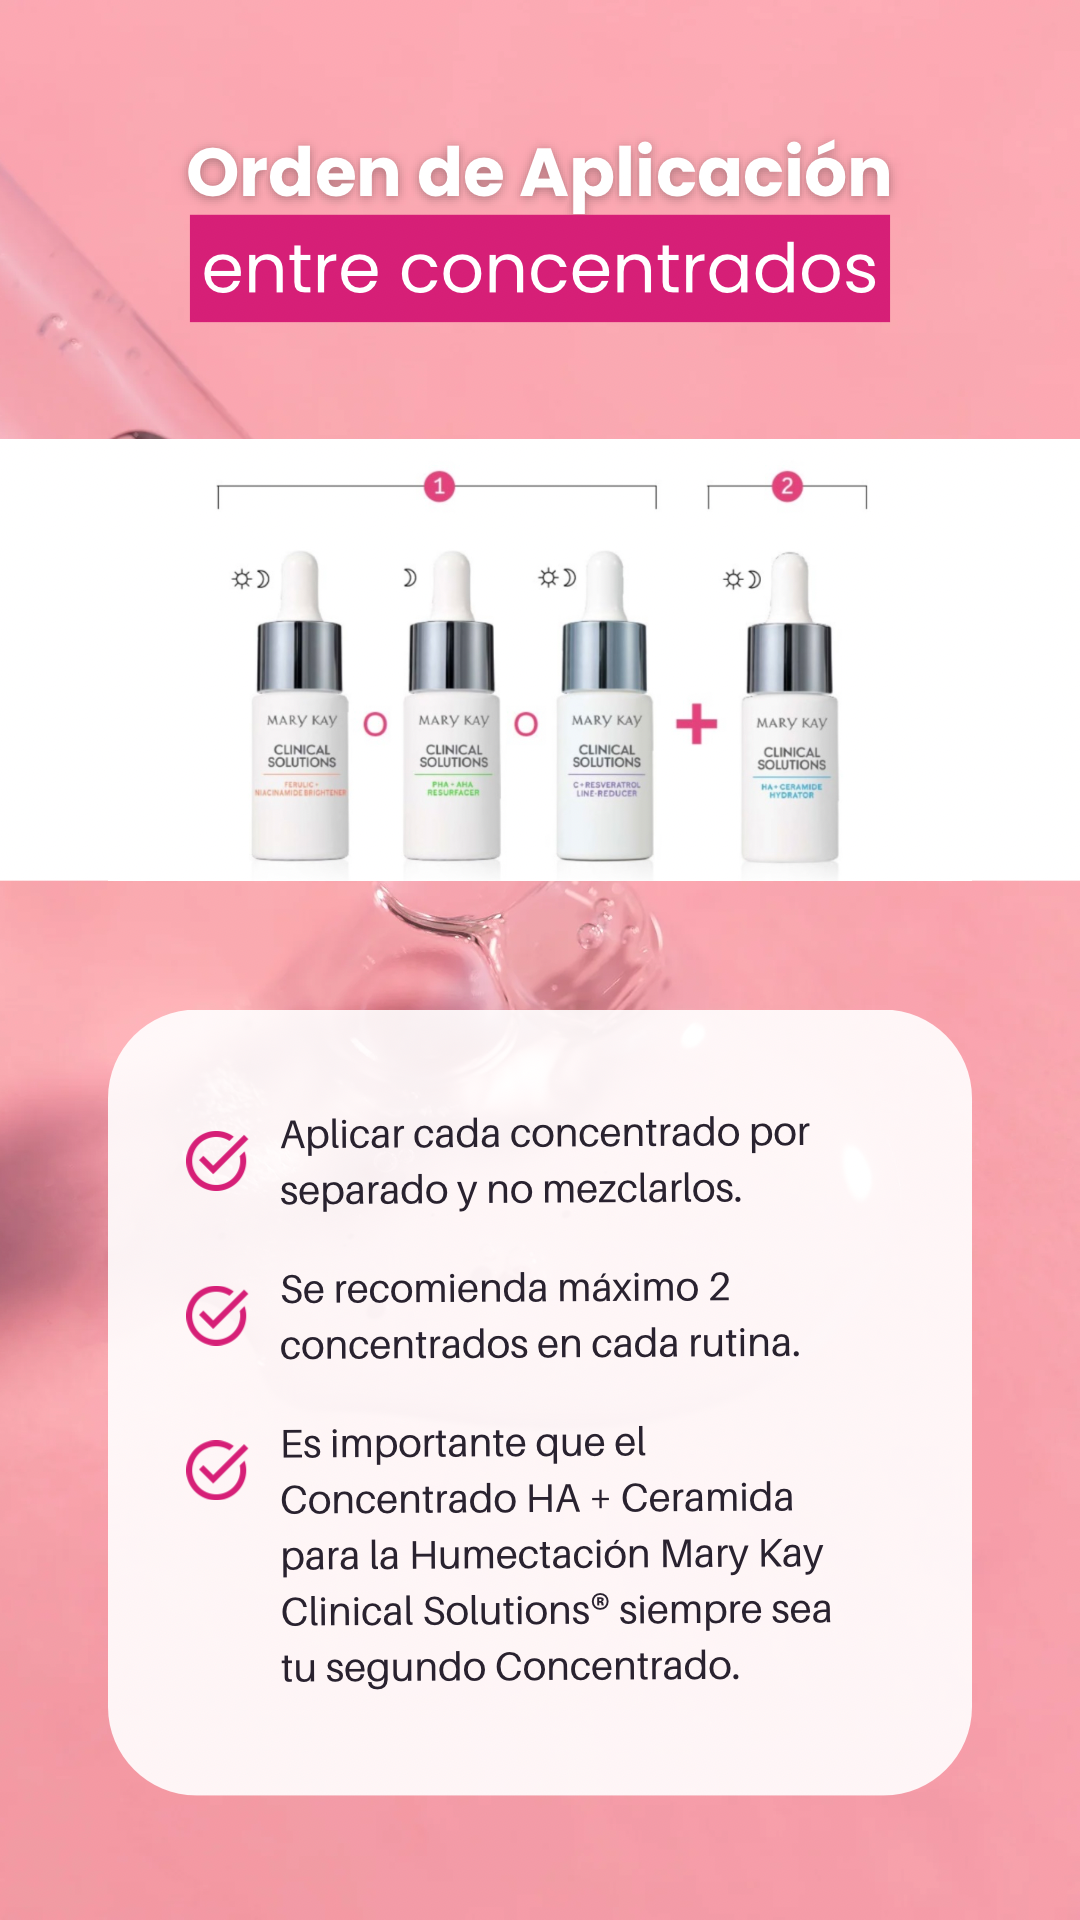 Orden de Aplicación
entre concentrados
1
2
MARY KAY
CLINICAL
SOLUTIONS
FERULIC +
NIACINAMIDE BRIGHTENER
O
MARY KAY
CLINICAL
SOLUTIONS
PHA + AHA
RESURFACER
O
MARY KAY
CLINICAL
SOLUTIONS
C + RESVERATROL
LINE-REDUCER
+
MARY KAY
CLINICAL
SOLUTIONS
HA + CERAMIDE
HYDRATOR
Aplicar cada concentrado por
separado y no mezclarlos.
Se recomienda máximo 2
concentrados en cada rutina.
Es importante que el
Concentrado HA + Ceramida
para la Humectación Mary Kay
Clinical Solutions® siempre sea
tu segundo Concentrado.